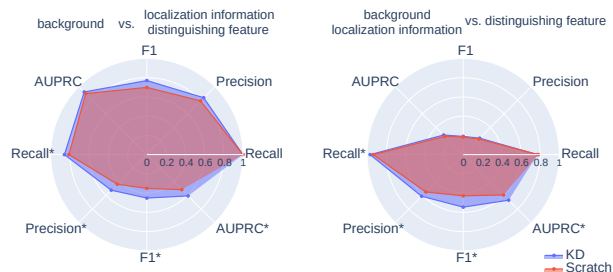 background vs. localization information
distinguishing feature
F1
AUPRC Precision
Recall* Recall
0 0.2 0.4 0.6 0.8 1
Precision* AUPRC*
F1*
background
localization information vs. distinguishing feature
F1
AUPRC Precision
Recall* Recall
0 0.2 0.4 0.6 0.8 1
Precision* AUPRC*
F1*
KD
Scratch